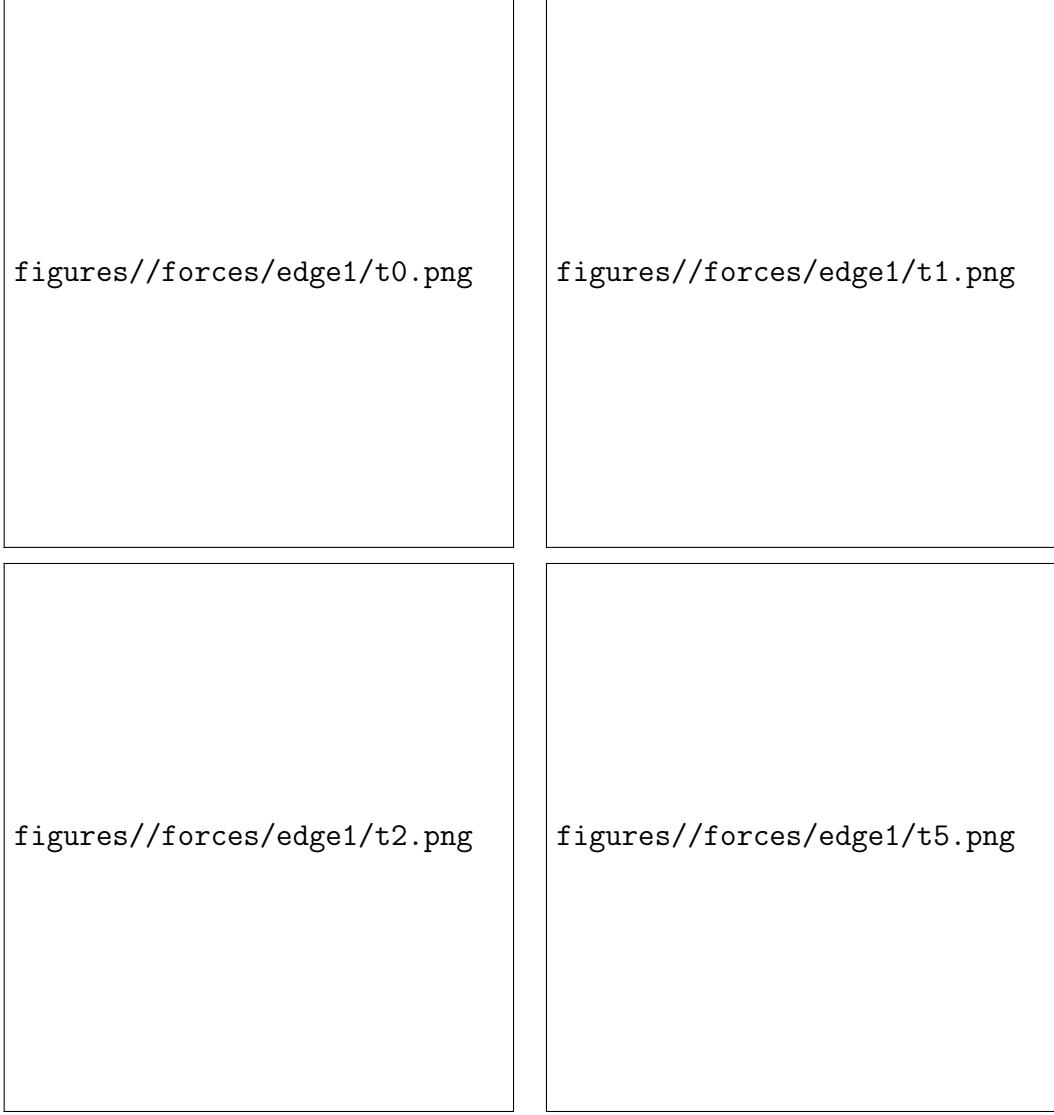 figures//forces/edge1/t0.png
figures//forces/edge1/t1.png
figures//forces/edge1/t2.png
figures//forces/edge1/t5.png